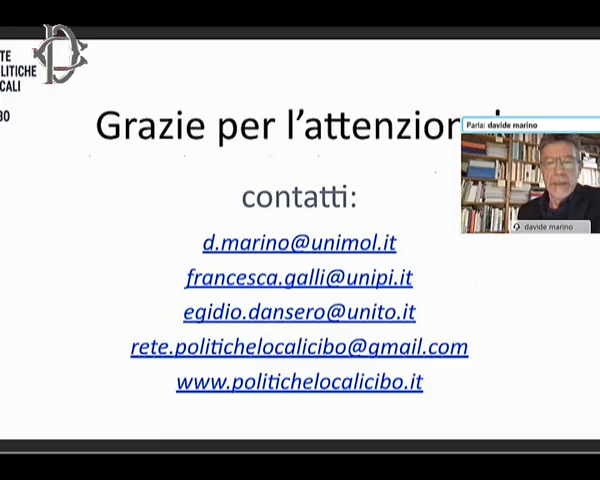 TE
LITICHE
CALI
Grazie per l'attenzion
Parla: davide marino
contatti:
d.marino@unimol.it
davide marino
francesca.galli@unipi.it
egidio.dansero@unito.it
rete.politichelocalicibo@gmail.com
www.politichelocalicibo.it